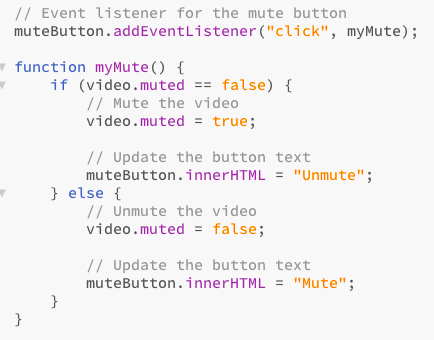 // Event listener for the mute button
muteButton.addEventListener("click", myMute);

function myMute() {
    if (video.muted == false) {
        // Mute the video
        video.muted = true;

        // Update the button text
        muteButton.innerHTML = "Unmute";
    } else {
        // Unmute the video
        video.muted = false;

        // Update the button text
        muteButton.innerHTML = "Mute";
    }
}